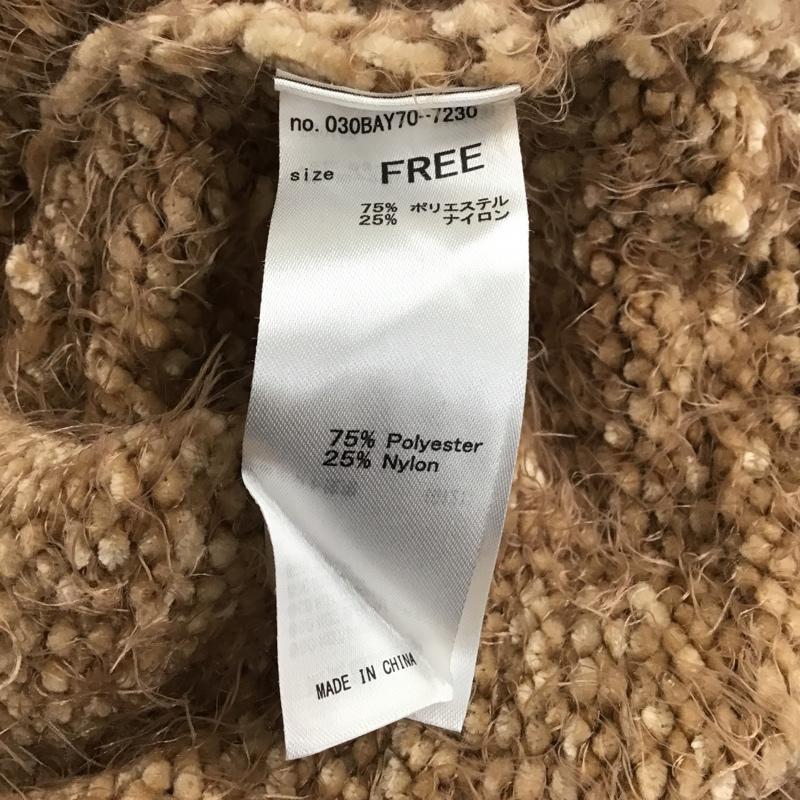 no. 030BAY70--7230
size FREE
75% ポリエステル
25% ナイロン
75% Polyester
25% Nylon
MADE IN CHINA